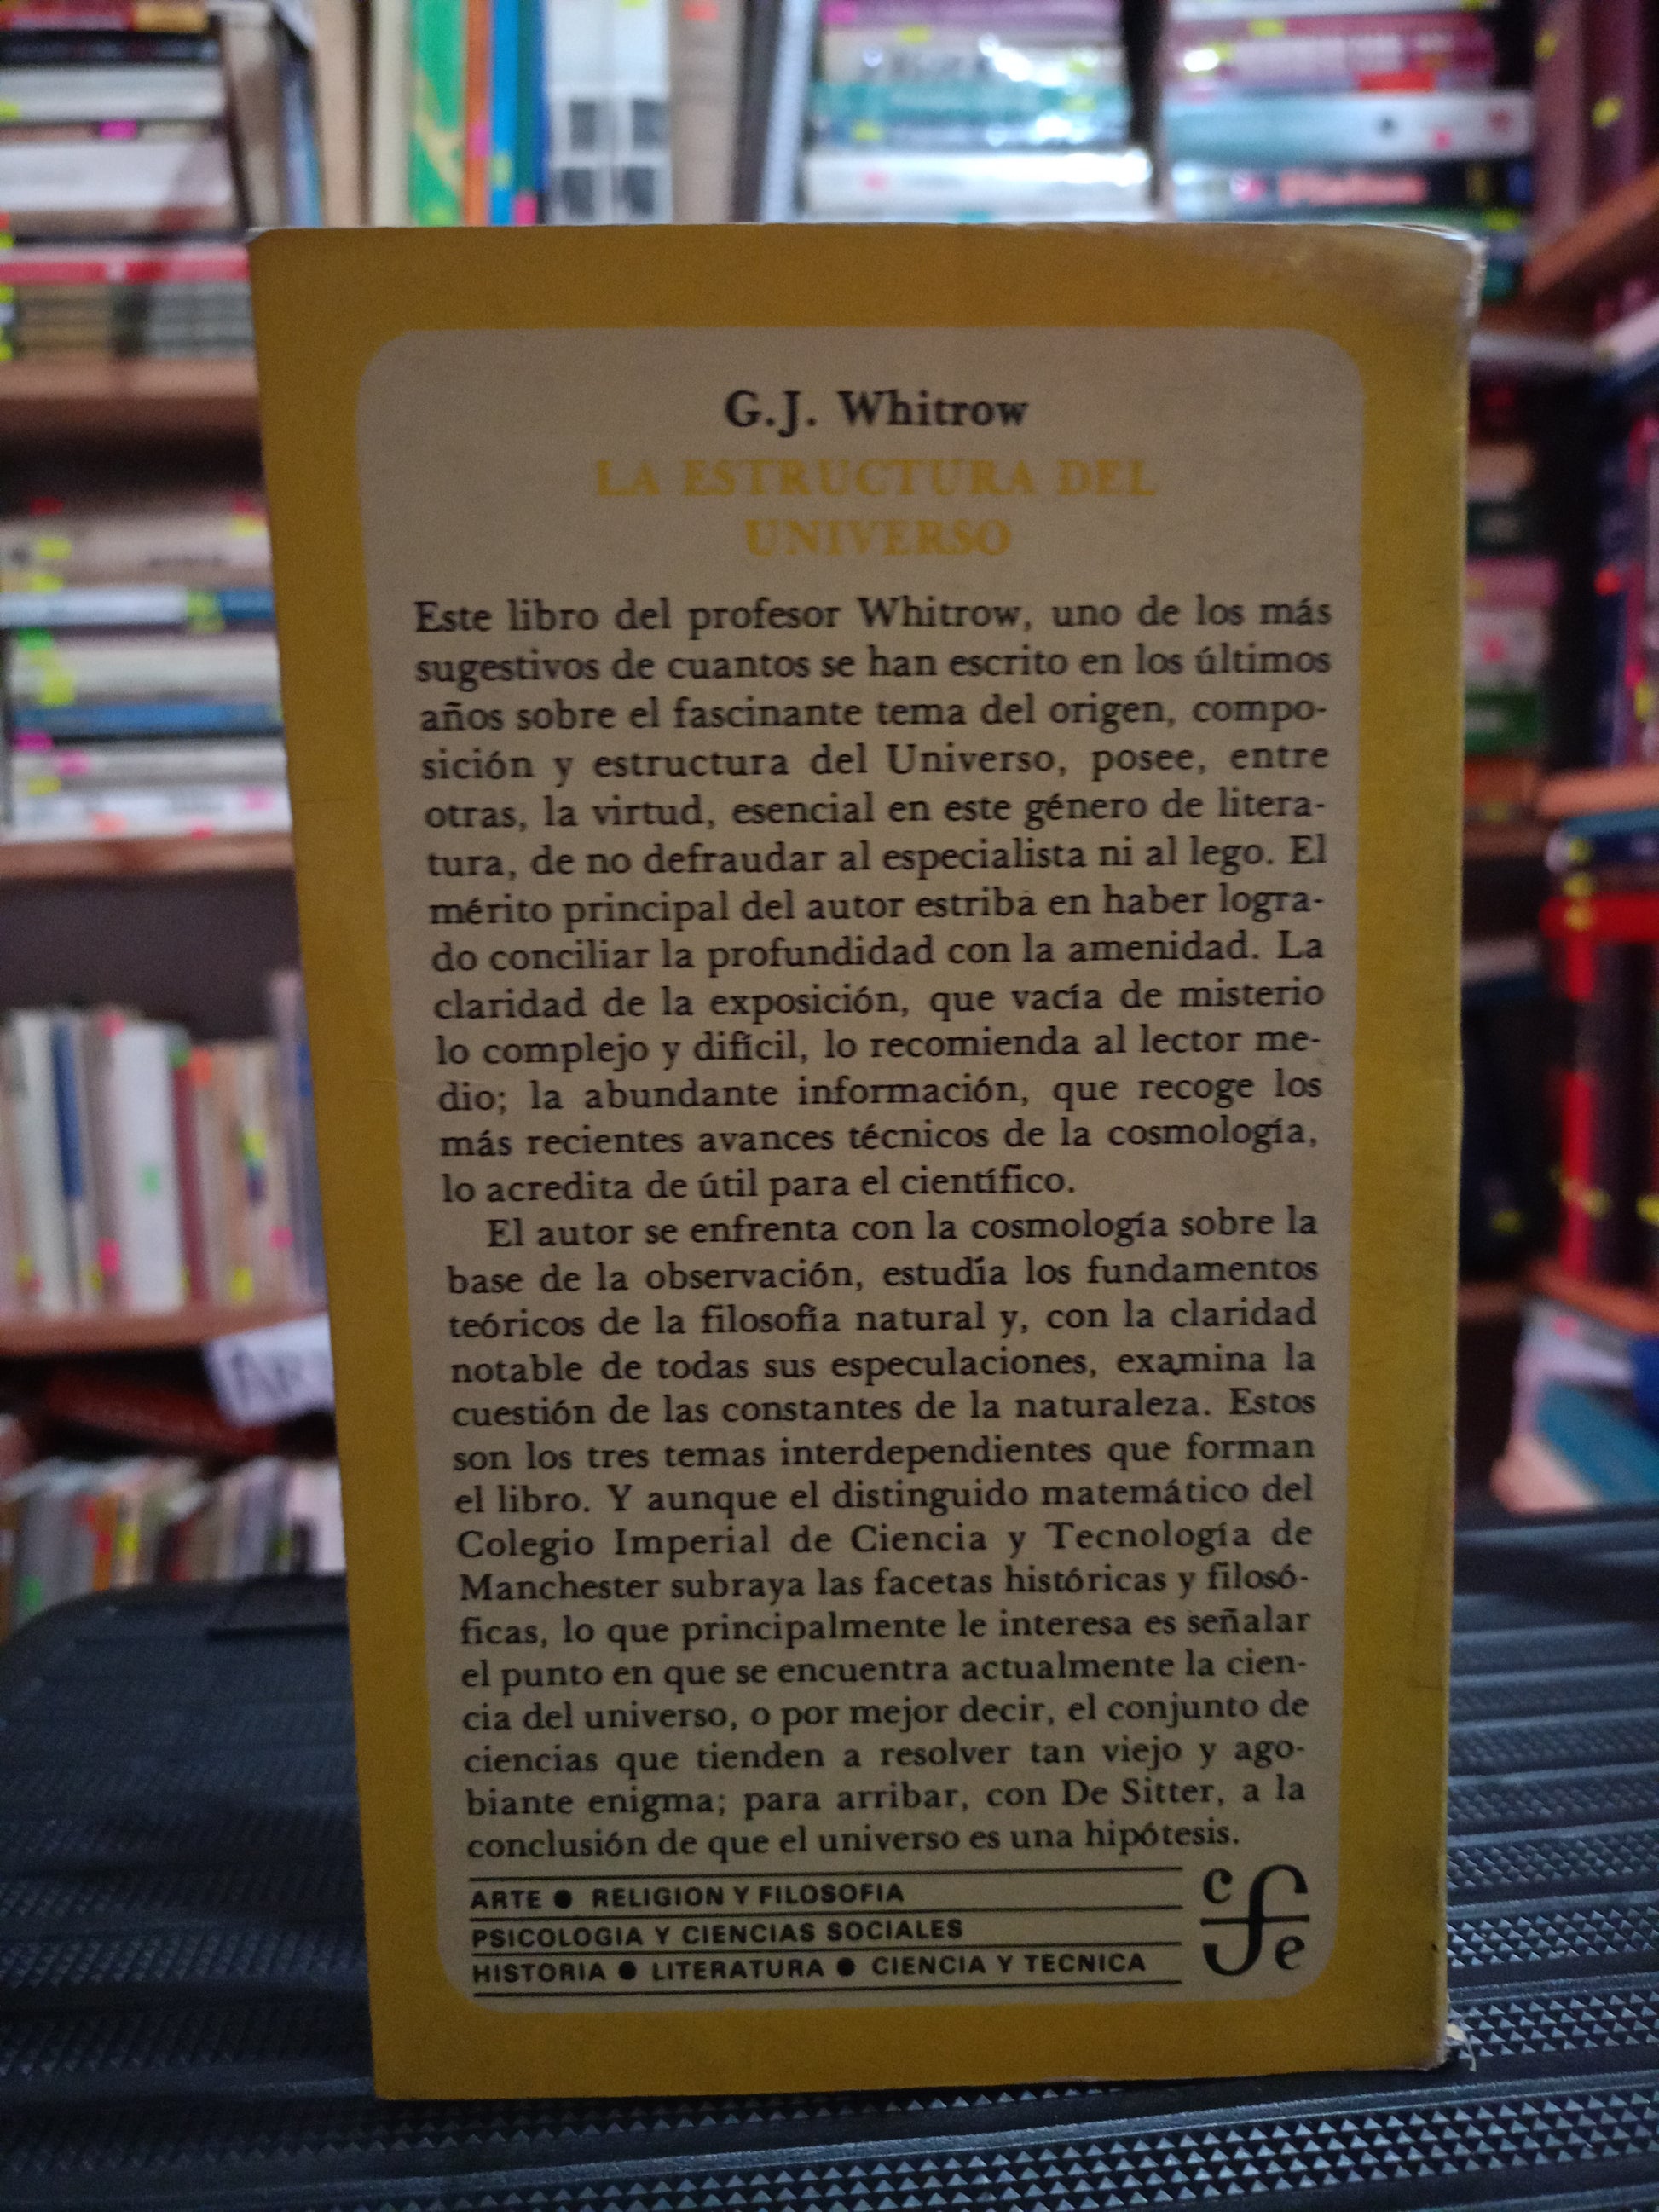 G.J. Whitrow
LA ESTRUCTURA DEL
UNIVERSO
Este libro del profesor Whitrow, uno de los más
sugestivos de cuantos se han escrito en los últimos
años sobre el fascinante tema del origen, compo-
sición y estructura del Universo, posee, entre
otras, la virtud, esencial en este género de litera-
tura, de no defraudar al especialista ni al lego. El
mérito principal del autor estriba en haber logra-
do conciliar la profundidad con la amenidad. La
claridad de la exposición, que vacía de misterio
lo complejo y difícil, lo recomienda al lector me-
dio; la abundante información, que recoge los
más recientes avances técnicos de la cosmología,
lo acredita de útil para el científico.
El autor se enfrenta con la cosmología sobre la
base de la observación, estudia los fundamentos
teóricos de la filosofía natural y, con la claridad
notable de todas sus especulaciones, examina la
cuestión de las constantes de la naturaleza. Estos
son los tres temas interdependientes que forman
el libro. Y aunque el distinguido matemático del
Colegio Imperial de Ciencia y Tecnología de
Manchester subraya las facetas históricas y filosó-
ficas, lo que principalmente le interesa es señalar
el punto en que se encuentra actualmente la cien-
cia del universo, o por mejor decir, el conjunto de
ciencias que tienden a resolver tan viejo y ago-
biante enigma; para arribar, con De Sitter, a la
conclusión de que el universo es una hipótesis.
ARTE ● RELIGION Y FILOSOFIA
PSICOLOGIA Y CIENCIAS SOCIALES
HISTORIA ● LITERATURA ● CIENCIA Y TECNICA
cfe